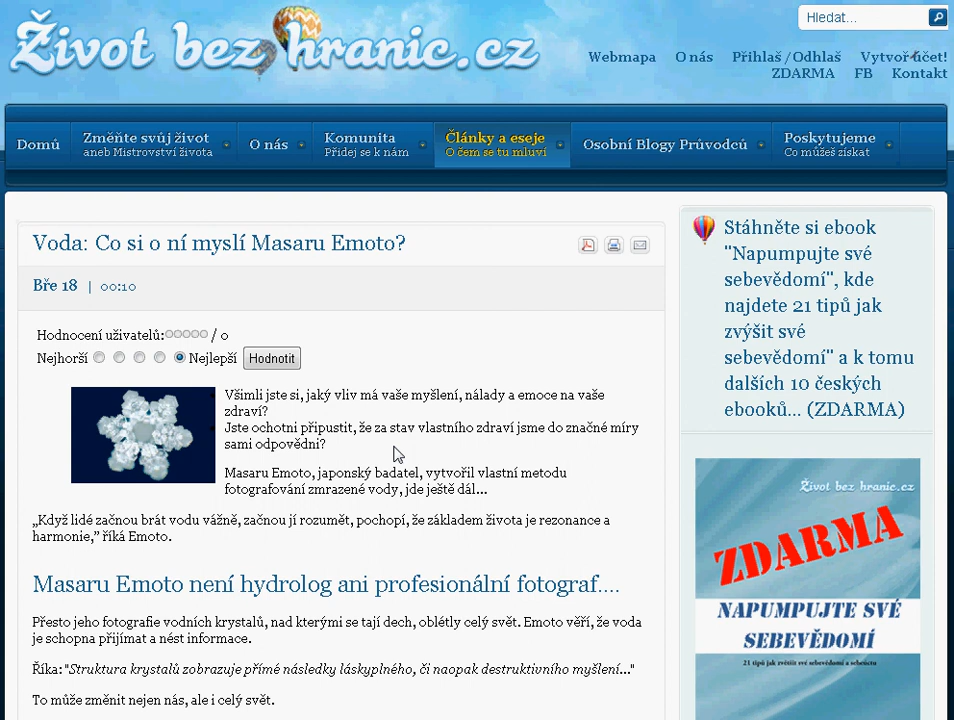 Život bez hranic.cz
Hledat...
Webmapa O nás Přihlaš / Odhlaš Vytvoř účet!
ZDARMA FB Kontakt
Domů
Změňte svůj život
aneb Mistrovství života
O nás
Komunita
Přidej se k nám
Články a eseje
O čem se tu mluví
Osobní Blogy Průvodců
Poskytujeme
Co můžeš získat
Voda: Co si o ní myslí Masaru Emoto?
Bře 18 | 00:10
Hodnocení uživatelů: / 0
Nejhorší Nejlepší Hodnotit
Všimli jste si, jaký vliv má vaše myšlení, nálady a emoce na vaše
zdraví?
Jste ochotni připustit, že za stav vlastního zdraví jsme do značné míry
sami odpovědni?
Masaru Emoto, japonský badatel, vytvořil vlastní metodu
fotografování zmrazené vody, jde ještě dál...
„Když lidé začnou brát vodu vážně, začnou jí rozumět, pochopí, že základem života je rezonance a
harmonie,” říká Emoto.
Masaru Emoto není hydrolog ani profesionální fotograf....
Přesto jeho fotografie vodních krystalů, nad kterými se tají dech, oblétly celý svět. Emoto věří, že voda
je schopna přijímat a nést informace.
Říka: "Struktura krystalů zobrazuje přímé následky láskyplného, či naopak destruktivního myšlení..."
To může změnit nejen nás, ale i celý svět.
Stáhněte si ebook
"Napumpujte své
sebevědomí", kde
najdete 21 tipů jak
zvýšit své
sebevědomí" a k tomu
dalších 10 českých
ebooků... (ZDARMA)
Život bez hranic.cz
ZDARMA
NAPUMPUJTE SVÉ
SEBEVĚDOMÍ
21 tipů jak zvětšit své sebevědomí a sebeúctu